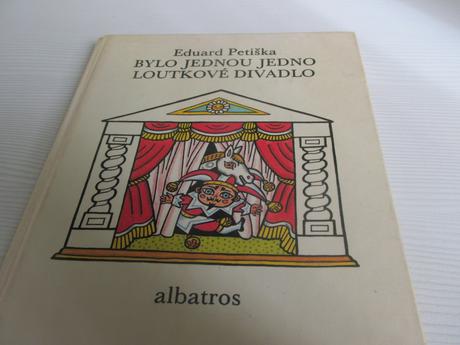 Eduard Petiška
BYLO JEDNOU JEDNO
LOUTKOVÉ DIVADLO
albatros